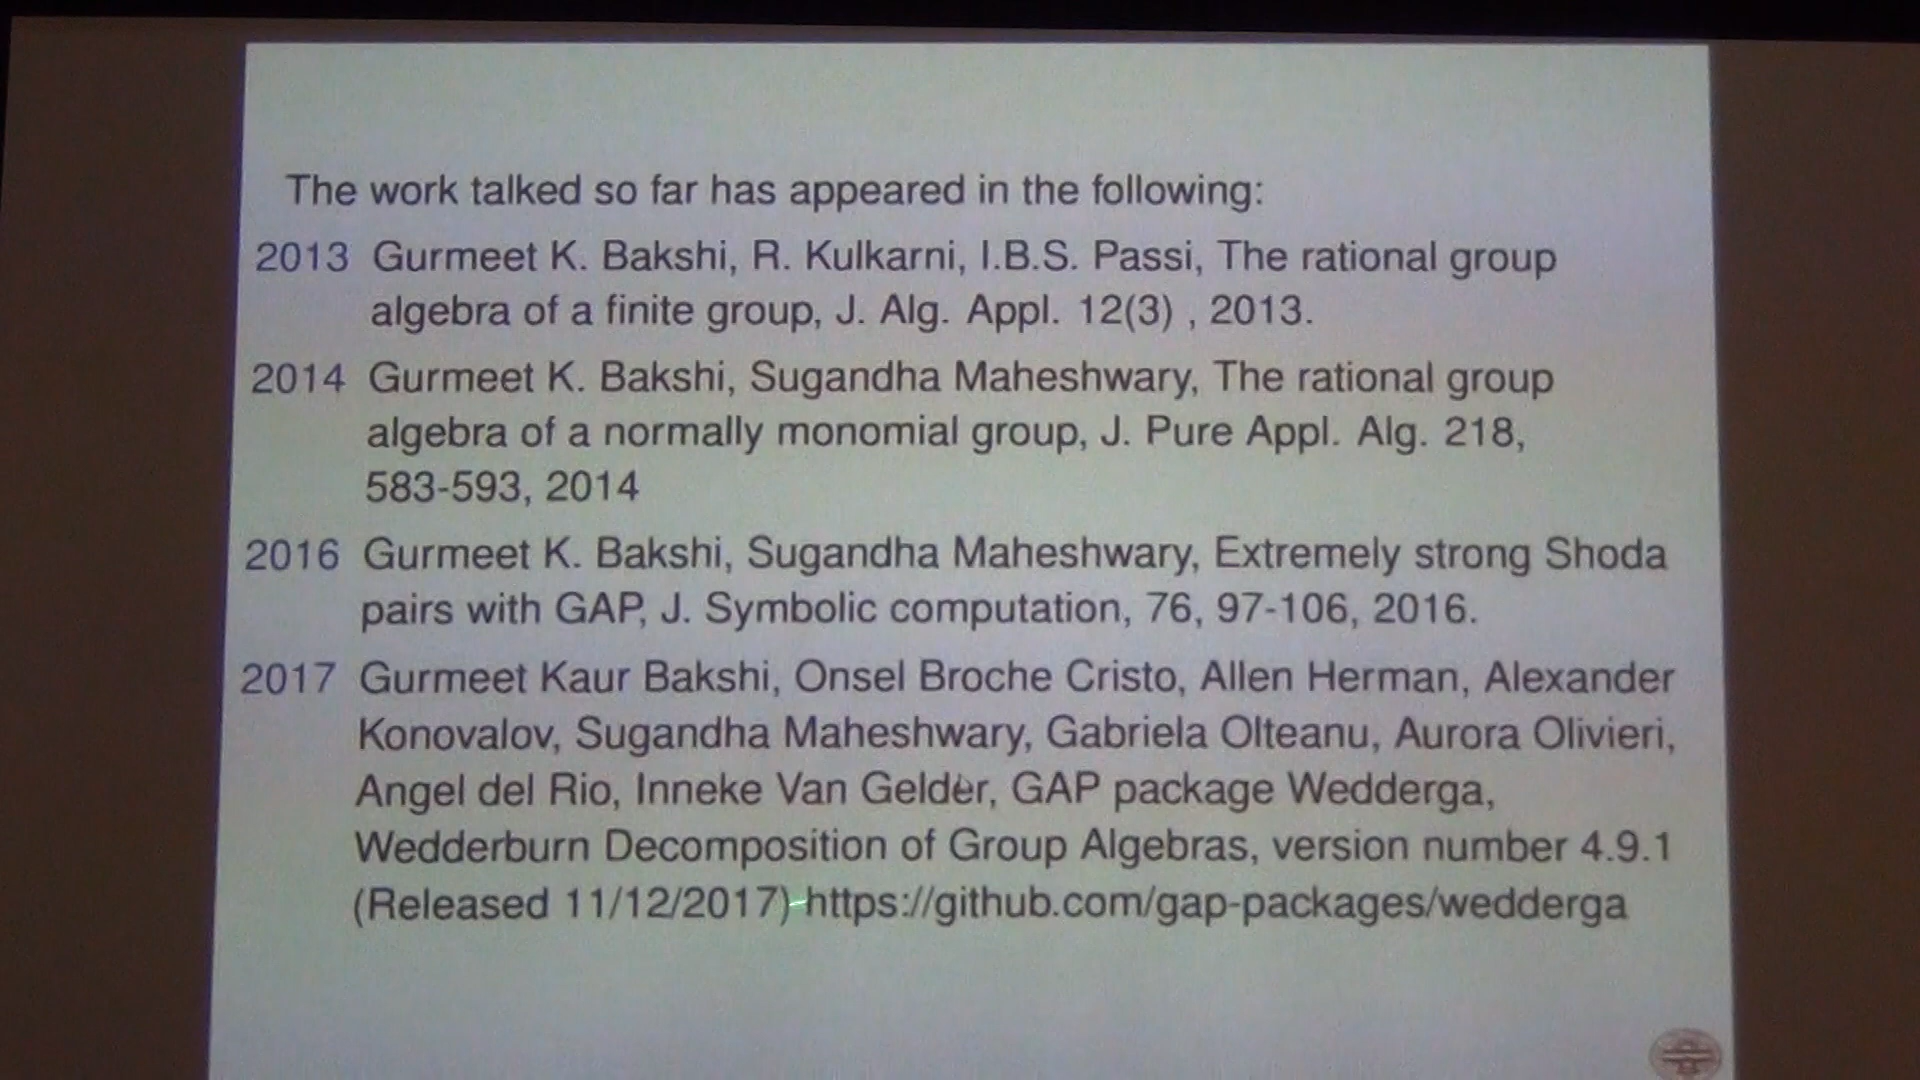 The work talked so far has appeared in the following:
2013 Gurmeet K. Bakshi, R. Kulkarni, I.B.S. Passi, The rational group
algebra of a finite group, J. Alg. Appl. 12(3) , 2013.
2014 Gurmeet K. Bakshi, Sugandha Maheshwary, The rational group
algebra of a normally monomial group, J. Pure Appl. Alg. 218,
583-593, 2014
2016 Gurmeet K. Bakshi, Sugandha Maheshwary, Extremely strong Shoda
pairs with GAP, J. Symbolic computation, 76, 97-106, 2016.
2017 Gurmeet Kaur Bakshi, Onsel Broche Cristo, Allen Herman, Alexander
Konovalov, Sugandha Maheshwary, Gabriela Olteanu, Aurora Olivieri,
Angel del Rio, Inneke Van Gelder, GAP package Wedderga,
Wedderburn Decomposition of Group Algebras, version number 4.9.1
(Released 11/12/2017) https://github.com/gap-packages/wedderga